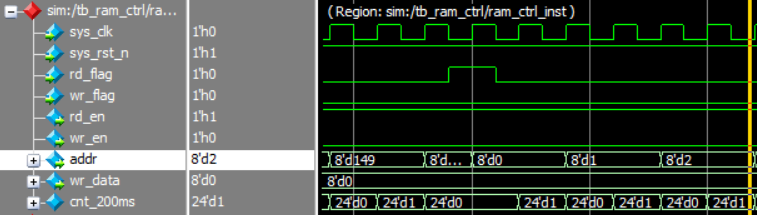 sim:/tb_ram_ctrl/ra... (Region: sim:/tb_ram_ctrl/ram_ctrl_inst )
sys_clk 1'h0
sys_rst_n 1'h1
rd_flag 1'h0
wr_flag 1'h0
rd_en 1'h1
wr_en 1'h0
addr 8'd2 8'd149 8'd... 8'd0 8'd1 8'd2
wr_data 8'd0 8'd0
cnt_200ms 24'd1 24'd0 24'd1 24'd0 24'd1 24'd0 24'd1 24'd0 24'd1